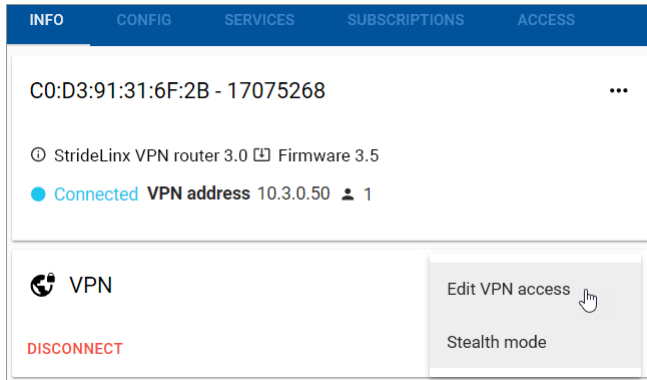 INFO CONFIG SERVICES SUBSCRIPTIONS ACCESS
C0:D3:91:31:6F:2B - 17075268
StrideLinx VPN router 3.0 Firmware 3.5
Connected VPN address 10.3.0.50 1
VPN
Edit VPN access
Stealth mode
DISCONNECT